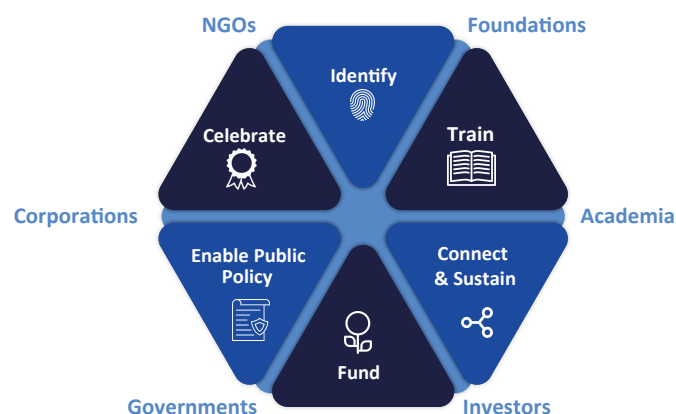 NGOs
Foundations
Identify
Celebrate
Train
Corporations
Academia
Enable Public
Policy
Connect
& Sustain
Fund
Governments
Investors